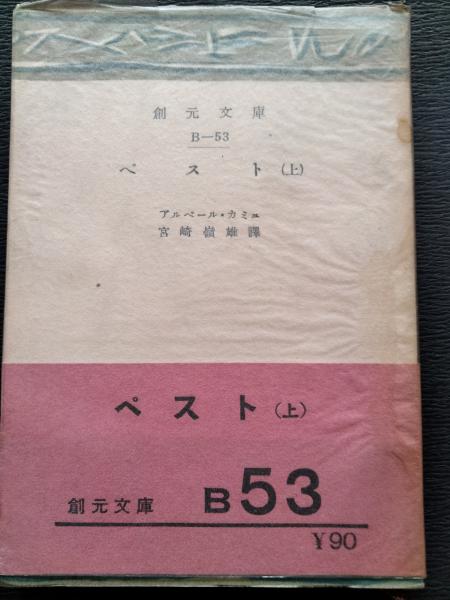 創元文庫
B—53
ペスト(上)
アルベール・カミュ
宮崎嶺雄譯
ペスト(上)
創元文庫 B53
¥90